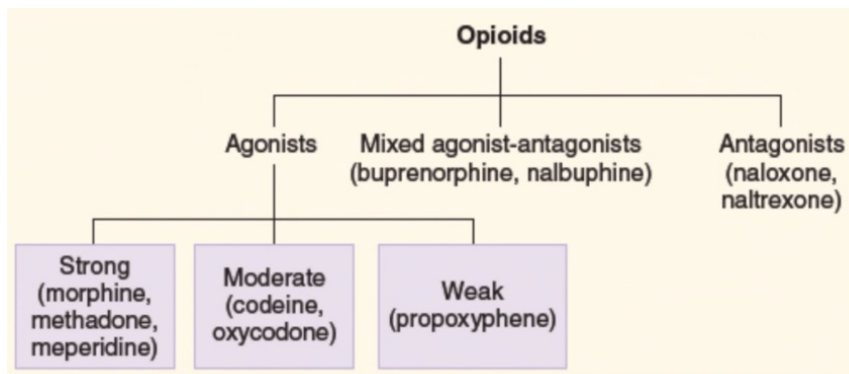 Opioids
Agonists
Mixed agonist-antagonists
(buprenorphine, nalbuphine)
Antagonists
(naloxone,
naltrexone)
Strong
(morphine,
methadone,
meperidine)
Moderate
(codeine,
oxycodone)
Weak
(propoxyphene)